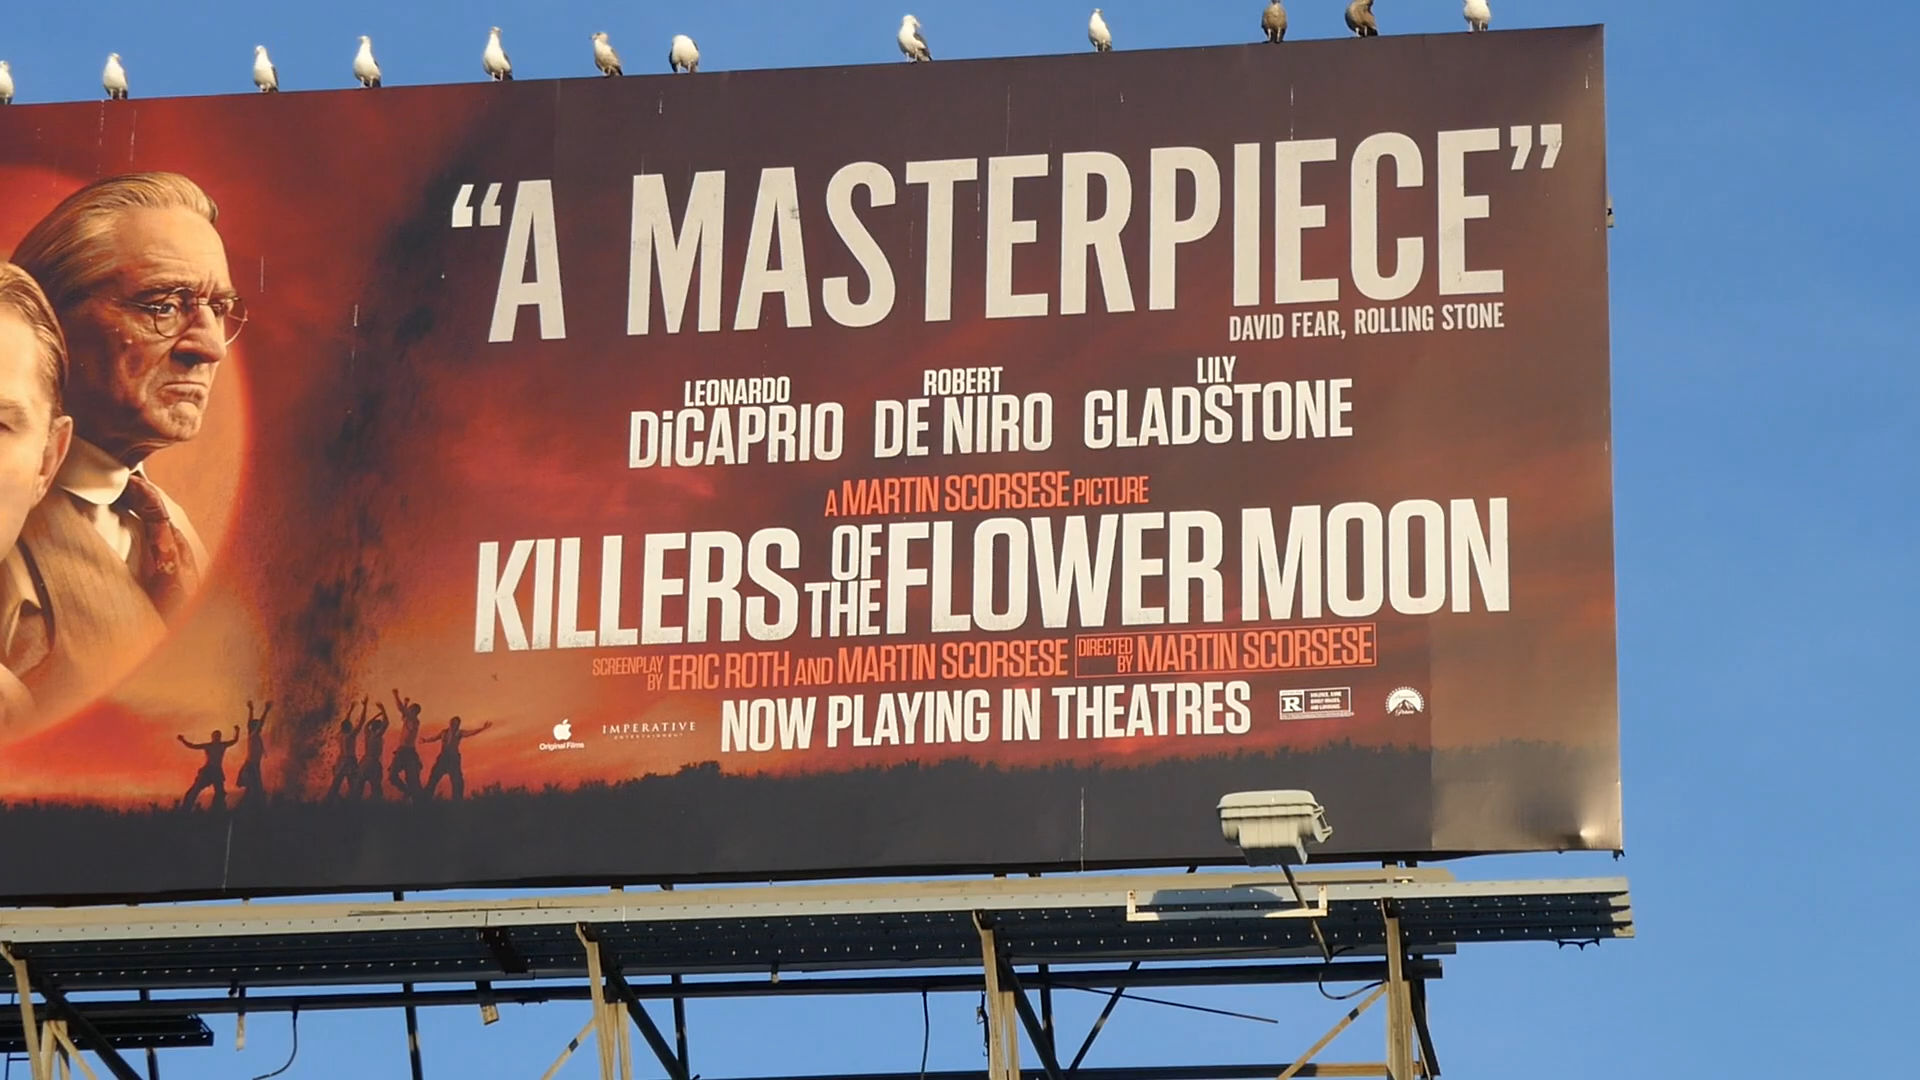 “A MASTERPIECE”
DAVID FEAR, ROLLING STONE
LEONARDO DiCAPRIO ROBERT DE NIRO LILY GLADSTONE
A MARTIN SCORSESE PICTURE
KILLERS OF THE FLOWER MOON
SCREENPLAY BY ERIC ROTH AND MARTIN SCORSESE DIRECTED BY MARTIN SCORSESE
Original Films IMPERATIVE ENTERTAINMENT NOW PLAYING IN THEATRES R